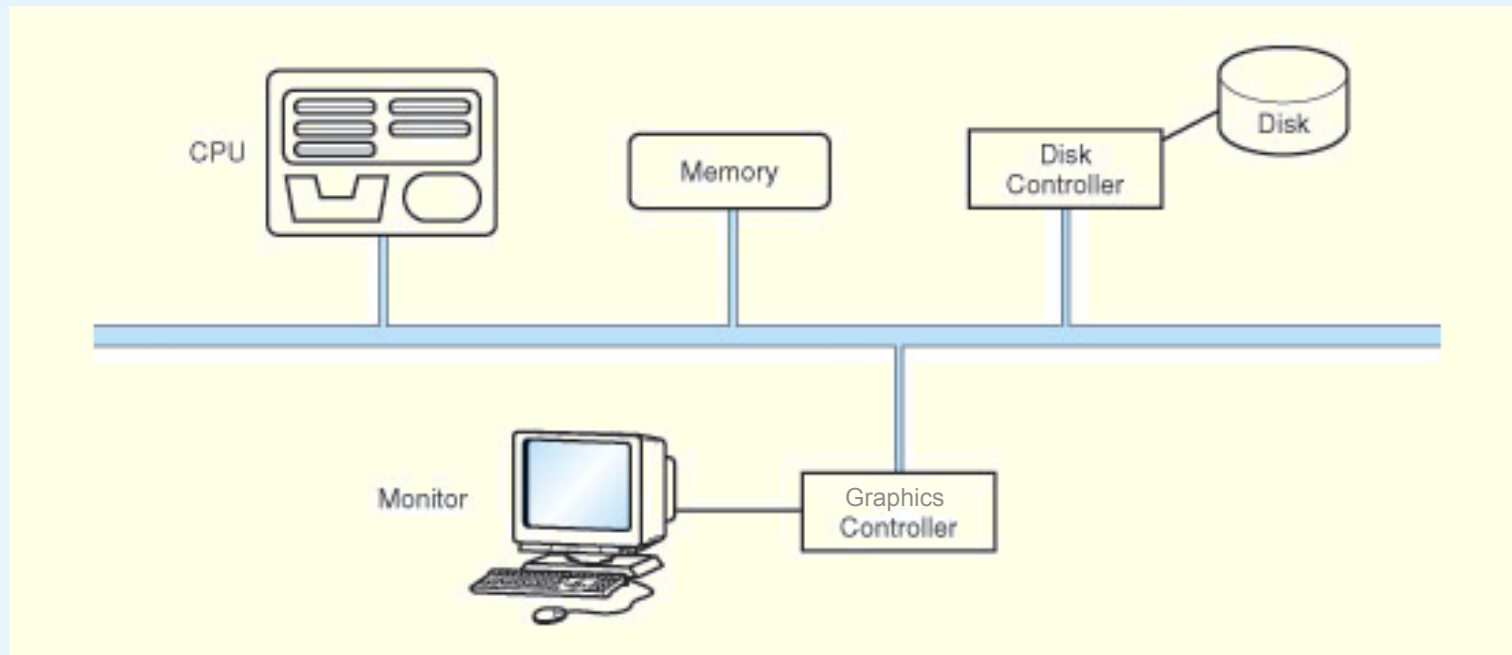 CPU
Memory
Disk
Controller
Disk
Monitor
Graphics
Controller